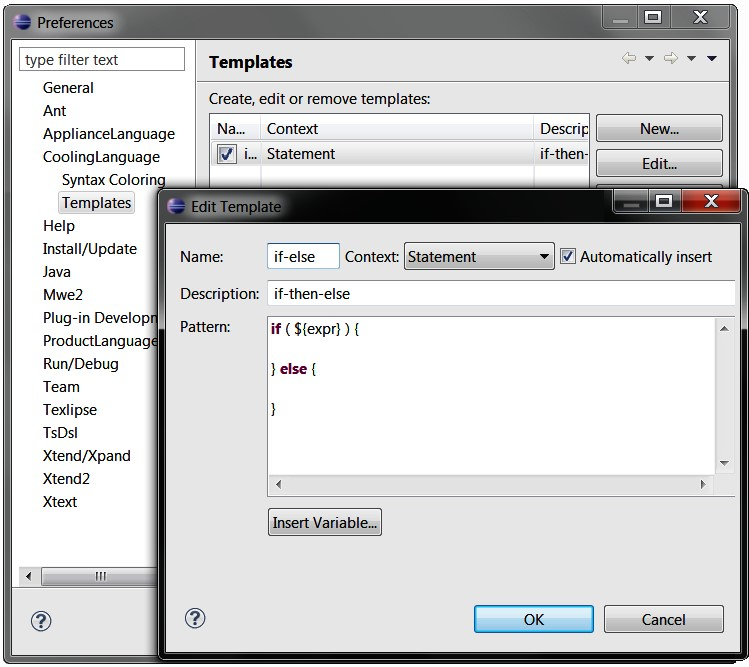 Preferences
type filter text
General
Ant
ApplianceLanguage
CoolingLanguage
Syntax Coloring
Templates
Help
Install/Update
Java
Mwe2
Plug-in Developm
ProductLanguage
Run/Debug
Team
Texlipse
TsDsl
Xtend/Xpand
Xtend2
Xtext
Templates
Create, edit or remove templates:
Na... Context Descrip
i... Statement if-then-
New...
Edit...
Edit Template
Name: if-else Context: Statement Automatically insert
Description: if-then-else
Pattern:
if ( ${expr} ) {
} else {
}
Insert Variable...
OK Cancel